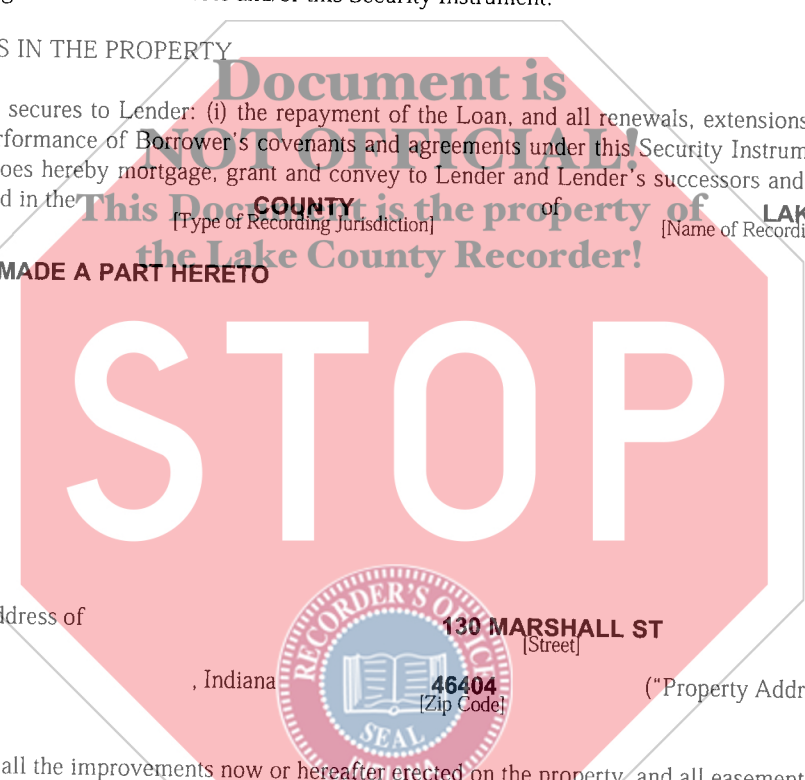 this Security Instrument.
S IN THE PROPERTY
Document is
secures to Lender: (i) the repayment of the Loan, and all renewals, extensions
rformance of Borrower's covenants and agreements under this Security Instrum
NOT OFFICIAL!
oes hereby mortgage, grant and convey to Lender and Lender's successors and
d in the COUNTY of LAK
This Document is the property of
[Type of Recording Jurisdiction] [Name of Recordi
the Lake County Recorder!
MADE A PART HERETO
STOP
RECORDER'S OFFICE
ddress of
130 MARSHALL ST
[Street]
, Indiana 46404 ("Property Addr
[Zip Code]
SEAL
INDIANA
all the improvements now or hereafter erected on the property, and all easement